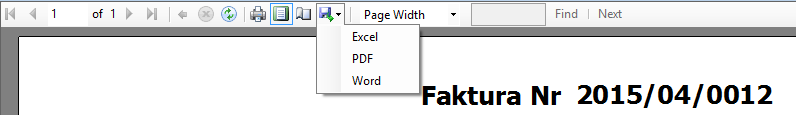 1 of 1 Page Width Find | Next
Excel
PDF
Word
Faktura Nr 2015/04/0012